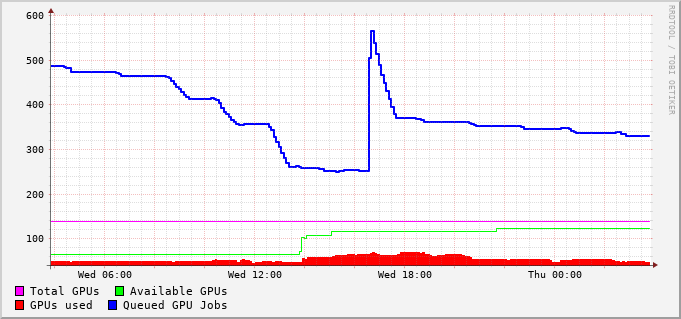 600
500
400
300
200
100
Wed 06:00 Wed 12:00 Wed 18:00 Thu 00:00
Total GPUs Available GPUs
GPUs used Queued GPU Jobs
RRDTOOL / TOBI OETIKER